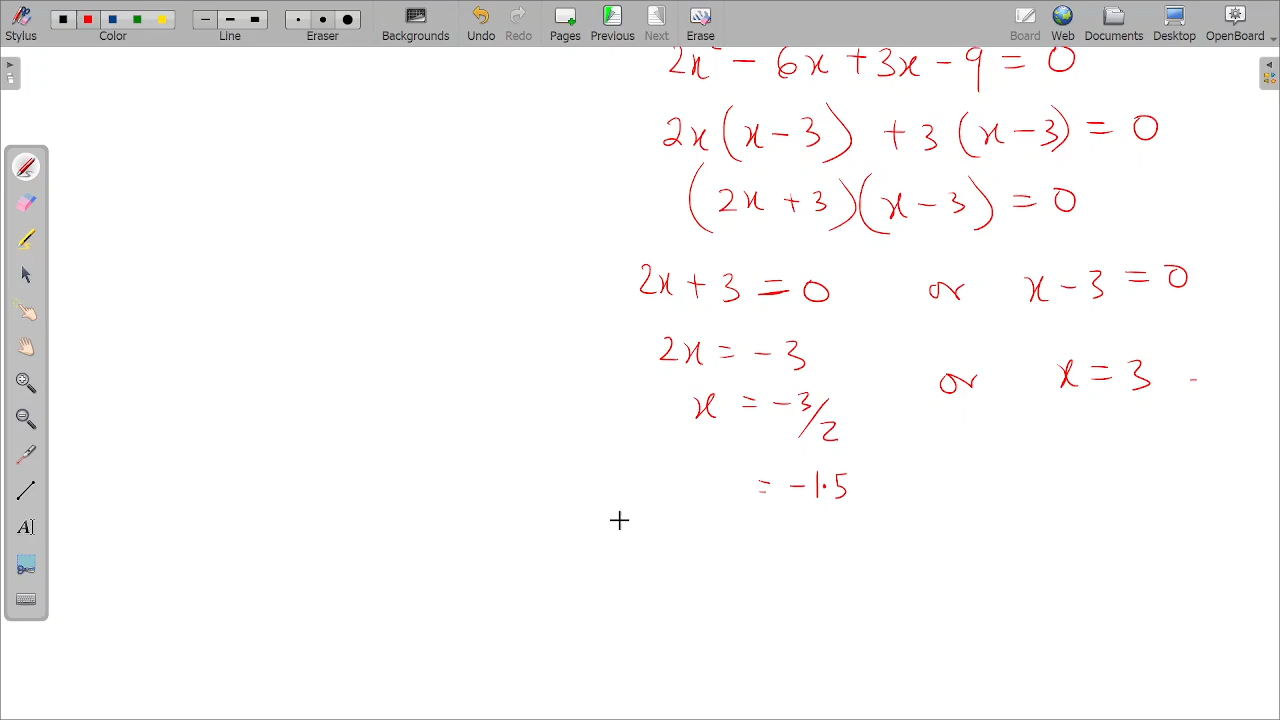 Stylus Color Line Eraser Backgrounds Undo Redo Pages Previous Next Erase Board Web Documents Desktop OpenBoard
2x² - 6x + 3x - 9 = 0
2x(x - 3) + 3(x - 3) = 0
(2x + 3)(x - 3) = 0
2x + 3 = 0 or x - 3 = 0
2x = - 3
or x = 3
x = - 3/2
= - 1.5